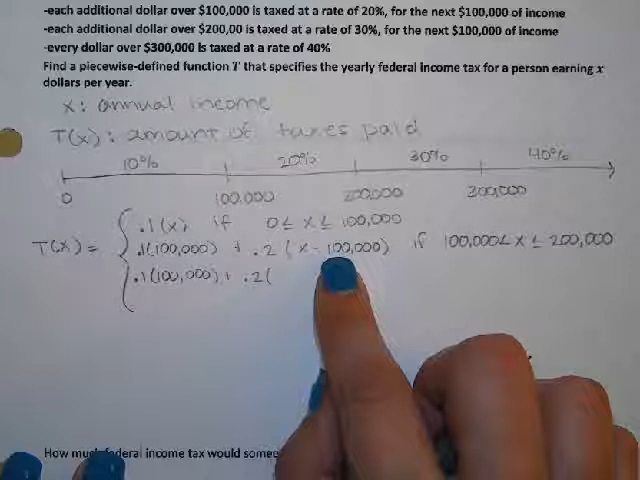 -each additional dollar over $100,000 is taxed at a rate of 20%, for the next $100,000 of income
-each additional dollar over $200,00 is taxed at a rate of 30%, for the next $100,000 of income
-every dollar over $300,000 is taxed at a rate of 40%
Find a piecewise-defined function T that specifies the yearly federal income tax for a person earning x
dollars per year.
x: annual income
T(x): amount of taxes paid
10% 20% 30% 40%
0 100,000 200,000 300,000
.1(x) if 0 ≤ x ≤ 100,000
T(x) = .1(100,000) + .2(x - 100,000) if 100,000 < x ≤ 200,000
.1(100,000) + .2(
How much federal income tax would